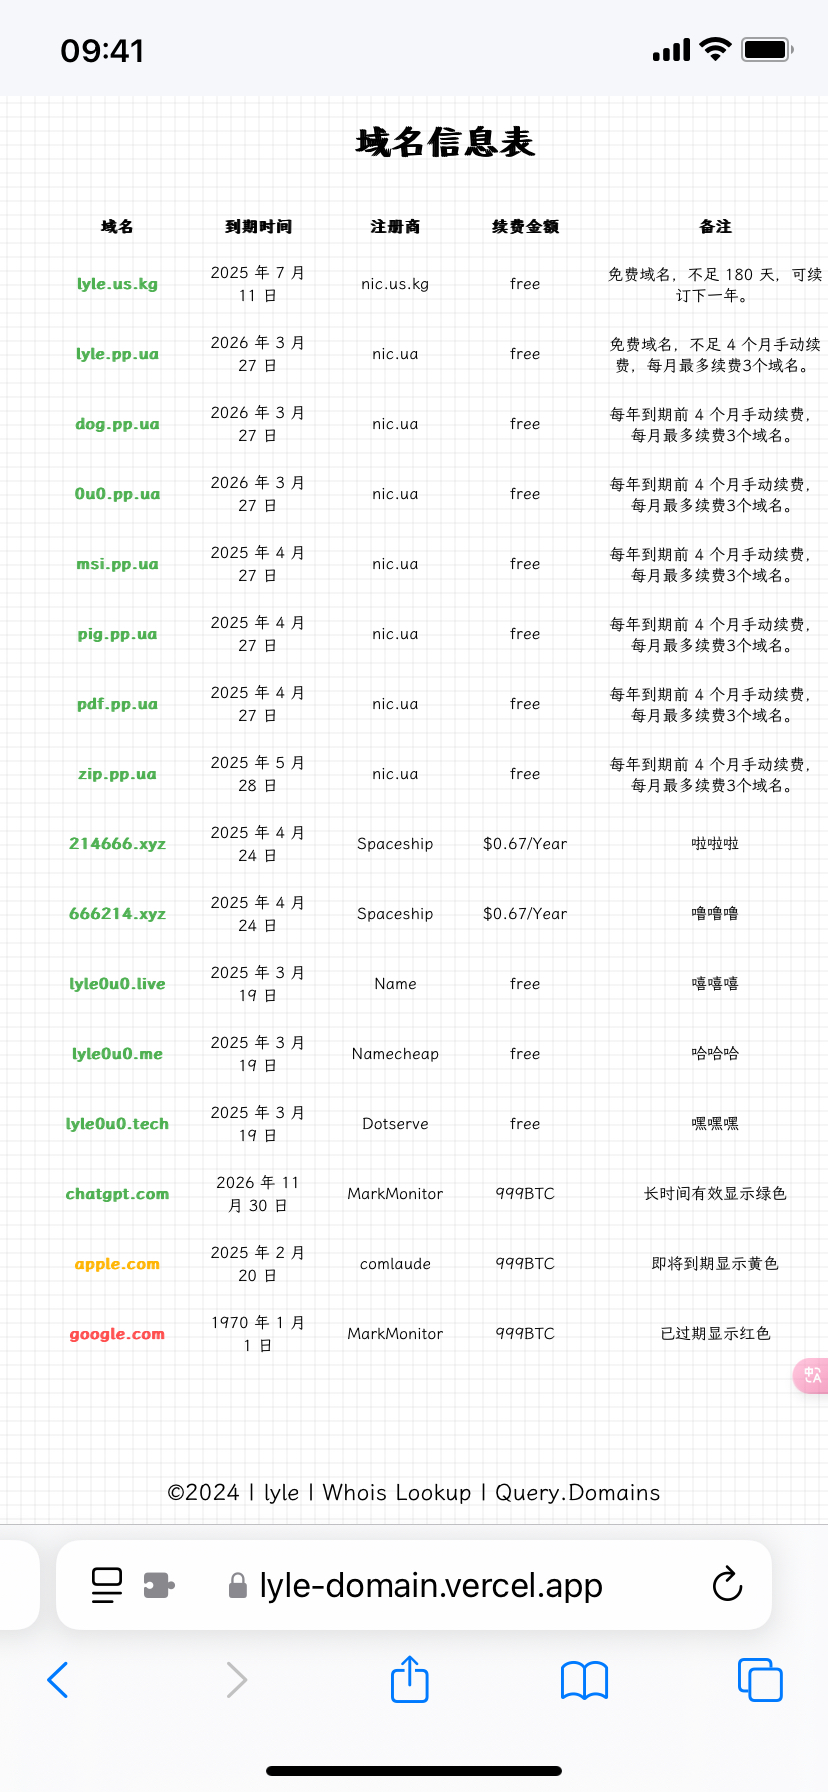 09:41
域名信息表
域名 到期时间 注册商 续费金额 备注
lyle.us.kg 2025 年 7 月 11 日 nic.us.kg free 免费域名，不足 180 天，可续订下一年。
lyle.pp.ua 2026 年 3 月 27 日 nic.ua free 免费域名，不足 4 个月手动续费，每月最多续费3个域名。
dog.pp.ua 2026 年 3 月 27 日 nic.ua free 每年到期前 4 个月手动续费，每月最多续费3个域名。
0u0.pp.ua 2026 年 3 月 27 日 nic.ua free 每年到期前 4 个月手动续费，每月最多续费3个域名。
msi.pp.ua 2025 年 4 月 27 日 nic.ua free 每年到期前 4 个月手动续费，每月最多续费3个域名。
pig.pp.ua 2025 年 4 月 27 日 nic.ua free 每年到期前 4 个月手动续费，每月最多续费3个域名。
pdf.pp.ua 2025 年 4 月 27 日 nic.ua free 每年到期前 4 个月手动续费，每月最多续费3个域名。
zip.pp.ua 2025 年 5 月 28 日 nic.ua free 每年到期前 4 个月手动续费，每月最多续费3个域名。
214666.xyz 2025 年 4 月 24 日 Spaceship $0.67/Year 啦啦啦
666214.xyz 2025 年 4 月 24 日 Spaceship $0.67/Year 噜噜噜
lyle0u0.live 2025 年 3 月 19 日 Name free 嘻嘻嘻
lyle0u0.me 2025 年 3 月 19 日 Namecheap free 哈哈哈
lyle0u0.tech 2025 年 3 月 19 日 Dotserve free 嘿嘿嘿
chatgpt.com 2026 年 11 月 30 日 MarkMonitor 999BTC 长时间有效显示绿色
apple.com 2025 年 2 月 20 日 comlaude 999BTC 即将到期显示黄色
google.com 1970 年 1 月 1 日 MarkMonitor 999BTC 已过期显示红色
中A
©2024 | lyle | Whois Lookup | Query.Domains
lyle-domain.vercel.app